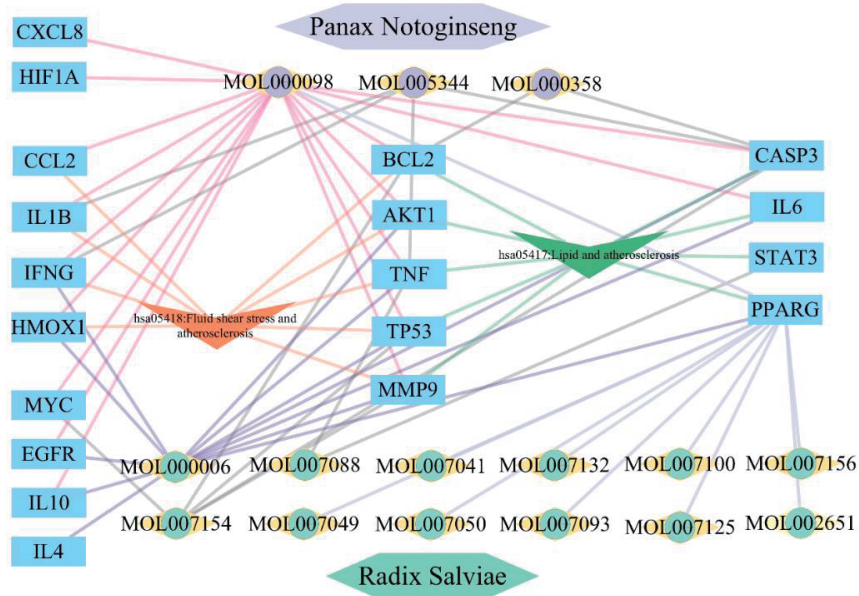 Panax Notoginseng
CXCL8
HIF1A
MOL000098
MOL005344
MOL000358
CCL2
BCL2
CASP3
IL1B
AKT1
IL6
IFNG
TNF
hsa05417:Lipid and atherosclerosis
STAT3
HMOX1
hsa05418:Fluid shear stress and
atherosclerosis
TP53
PPARG
MYC
MMP9
EGFR
MOL000006
MOL007088
MOL007041
MOL007132
MOL007100
MOL007156
IL10
MOL007154
MOL007049
MOL007050
MOL007093
MOL007125
MOL002651
IL4
Radix Salviae